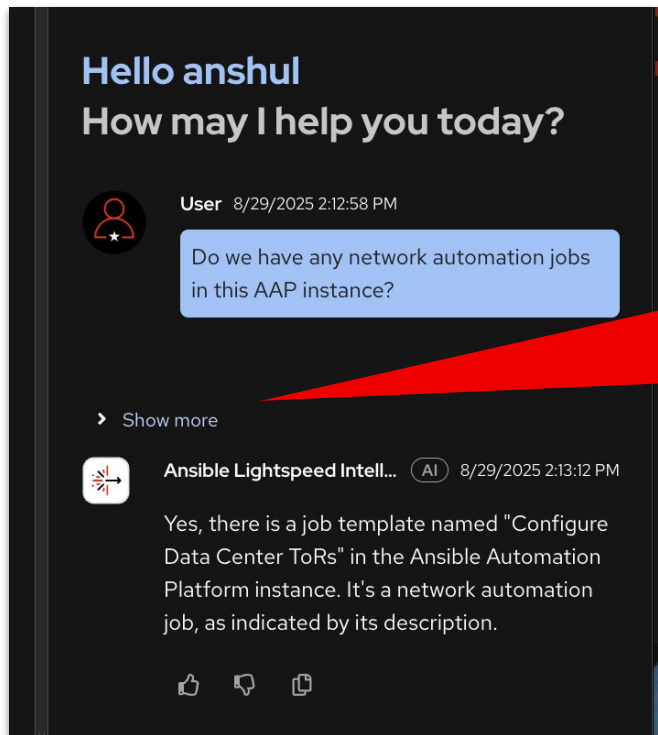 Hello anshul
How may I help you today?
User 8/29/2025 2:12:58 PM
Do we have any network automation jobs
in this AAP instance?
Show more
Ansible Lightspeed Intell... AI 8/29/2025 2:13:12 PM
Yes, there is a job template named "Configure
Data Center ToRs" in the Ansible Automation
Platform instance. It's a network automation
job, as indicated by its description.